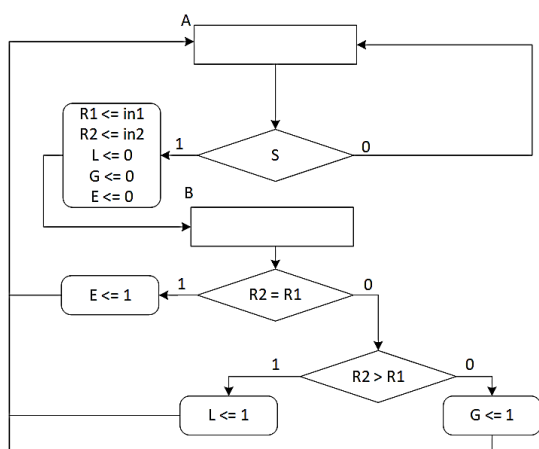 A
R1 <= in1
R2 <= in2
L <= 0
G <= 0
E <= 0
1
S
0
B
E <= 1
1
R2 = R1
0
1
R2 > R1
0
L <= 1
G <= 1